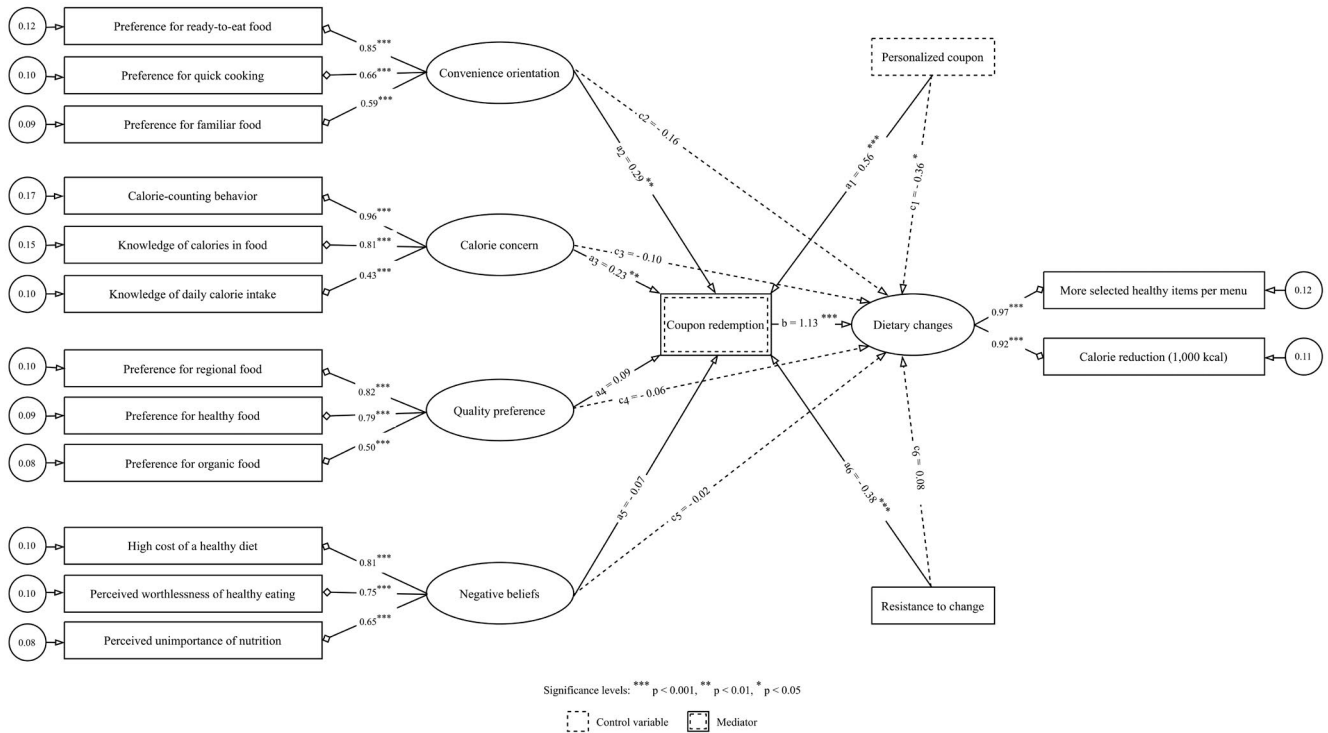 0.12
Preference for ready-to-eat food
0.85***
0.10
Preference for quick cooking
0.66***
0.09
Preference for familiar food
0.59***
Convenience orientation
0.17
Calorie-counting behavior
0.96***
0.15
Knowledge of calories in food
0.81***
0.10
Knowledge of daily calorie intake
0.43***
Calorie concern
0.10
Preference for regional food
0.82***
0.09
Preference for healthy food
0.79***
0.08
Preference for organic food
0.50***
Quality preference
0.10
High cost of a healthy diet
0.81***
0.10
Perceived worthlessness of healthy eating
0.75***
0.08
Perceived unimportance of nutrition
0.65***
Negative beliefs
c2 = - 0.16
a2 = 0.29 **
c3 = - 0.10
a3 = 0.23 **
a4 = 0.09
c4 = - 0.06
a5 = - 0.07
c5 = - 0.02
Personalized coupon
a1 = 0.56 ***
c1 = - 0.36 *
Coupon redemption
b = 1.13 ***
Dietary changes
a6 = - 0.38 ***
c6 = 0.08
Resistance to change
0.97***
More selected healthy items per menu
0.12
0.92***
Calorie reduction (1,000 kcal)
0.11
Significance levels: *** p < 0.001, ** p < 0.01, * p < 0.05
Control variable
Mediator